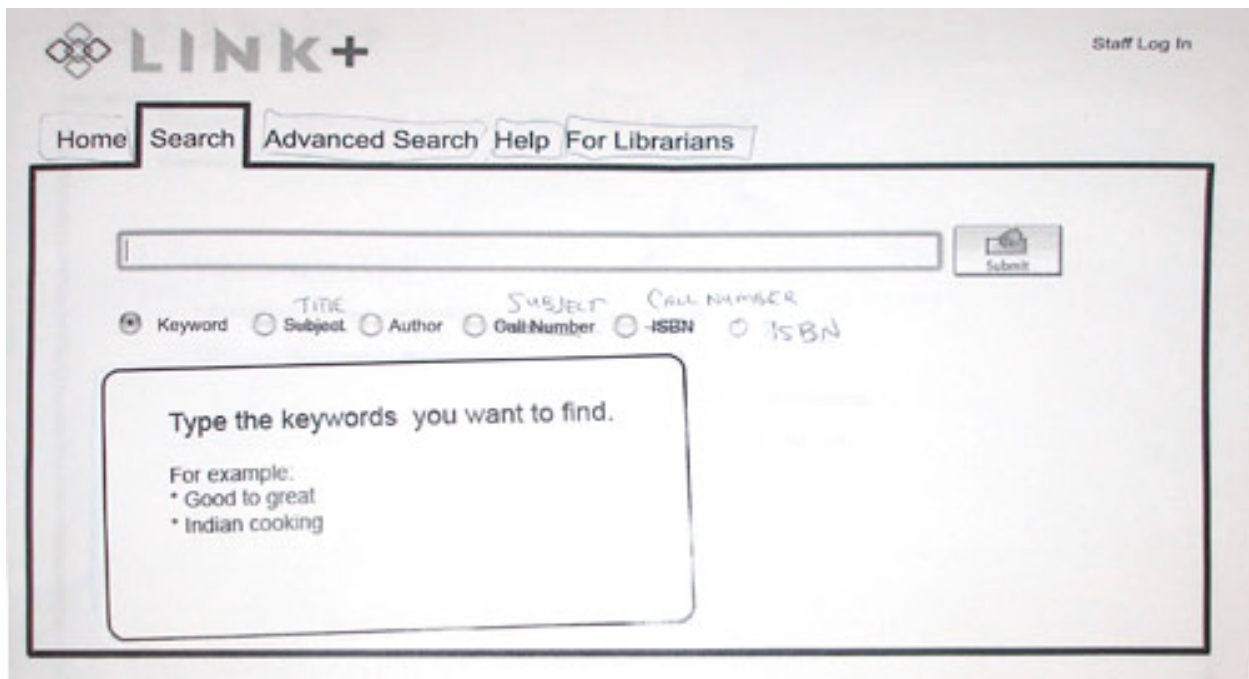 LINK+
Staff Log In
Home Search Advanced Search Help For Librarians
Submit
TITLE SUBJECT CALL NUMBER
Keyword Subject Author Call Number ISBN ISBN
Type the keywords you want to find.
For example:
* Good to great
* Indian cooking